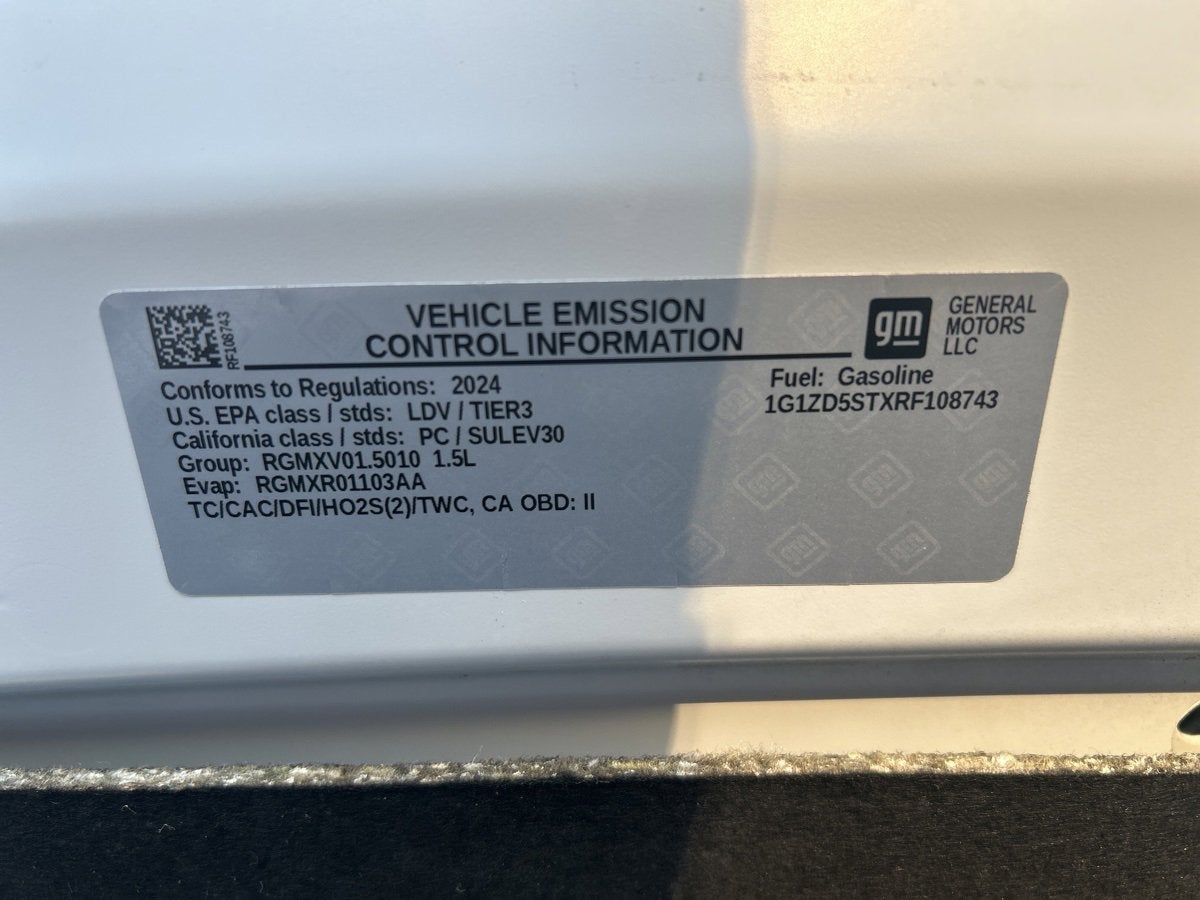 RF108743
VEHICLE EMISSION
CONTROL INFORMATION
gm
GENERAL
MOTORS
LLC
Conforms to Regulations: 2024
U.S. EPA class / stds: LDV / TIER3
California class / stds: PC / SULEV30
Group: RGMXV01.5010 1.5L
Evap: RGMXR01103AA
TC/CAC/DFI/HO2S(2)/TWC, CA OBD: II
Fuel: Gasoline
1G1ZD5STXRF108743